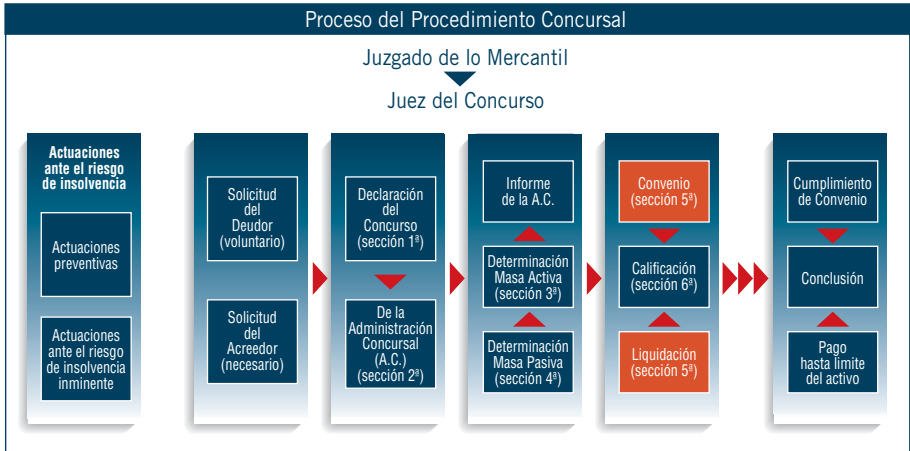 Proceso del Procedimiento Concursal
Juzgado de lo Mercantil
Juez del Concurso
Actuaciones
ante el riesgo
de insolvencia
Actuaciones
preventivas
Actuaciones
ante el riesgo
de insolvencia
inminente
Solicitud
del
Deudor
(voluntario)
Solicitud
del
Acreedor
(necesario)
Declaración
del
Concurso
(sección 1ª)
De la
Administración
Concursal
(A.C.)
(sección 2ª)
Informe
de la A.C.
Determinación
Masa Activa
(sección 3ª)
Determinación
Masa Pasiva
(sección 4ª)
Convenio
(sección 5ª)
Calificación
(sección 6ª)
Liquidación
(sección 5ª)
Cumplimiento
de Convenio
Conclusión
Pago
hasta limite
del activo